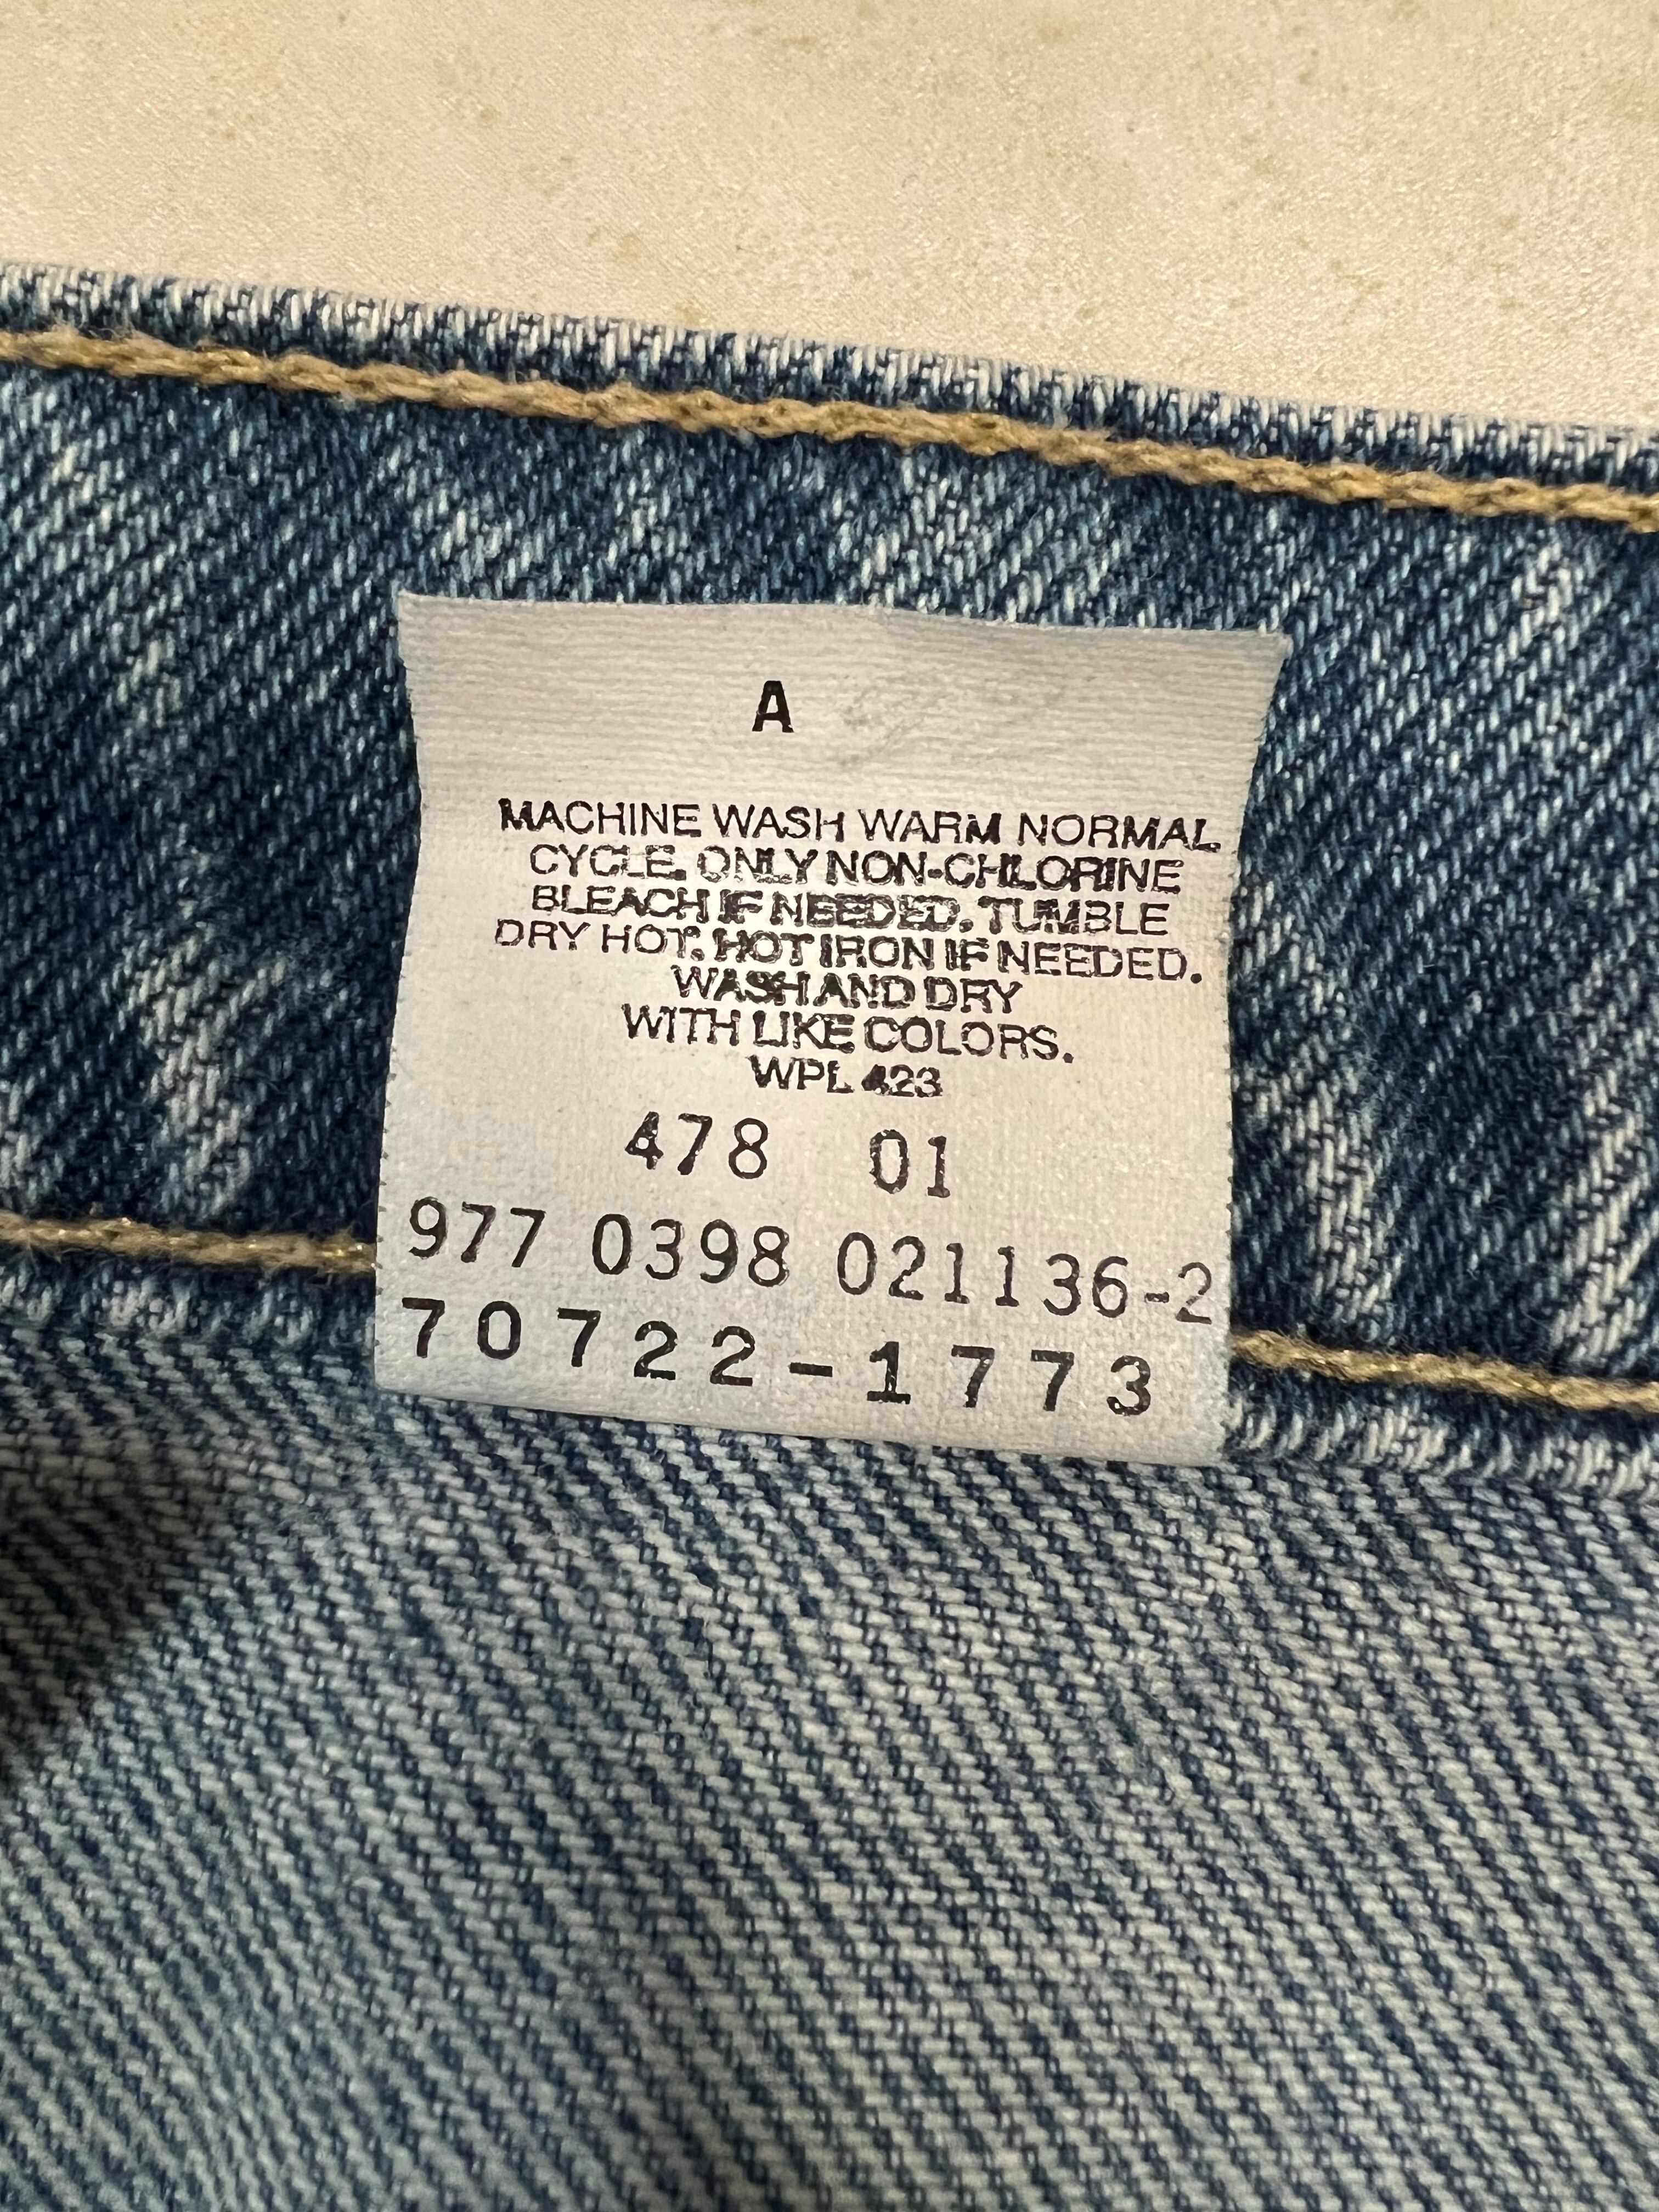 A
MACHINE WASH WARM NORMAL
CYCLE. ONLY NON-CHLORINE
BLEACH IF NEEDED. TUMBLE
DRY HOT. HOT IRON IF NEEDED.
WASH AND DRY
WITH LIKE COLORS.
WPL 423
478 01
977 0398 021136-2
70722-1773